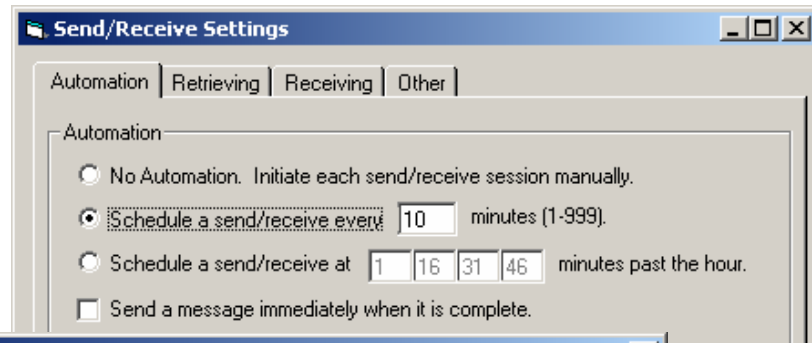 Send/Receive Settings
Automation Retrieving Receiving Other
Automation
No Automation. Initiate each send/receive session manually.
Schedule a send/receive every 10 minutes (1-999).
Schedule a send/receive at 1 16 31 46 minutes past the hour.
Send a message immediately when it is complete.